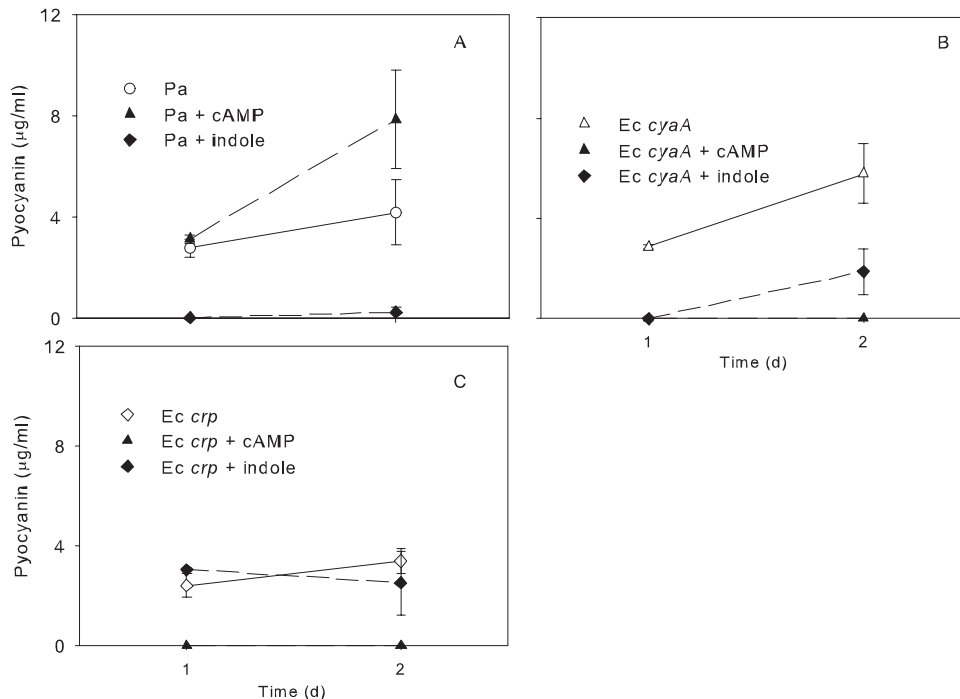 12
A
Pa
Pa + cAMP
Pa + indole
8
4
0
Pyocyanin (μg/ml)
B
Ec cyaA
Ec cyaA + cAMP
Ec cyaA + indole
1
2
Time (d)
12
C
Ec crp
Ec crp + cAMP
Ec crp + indole
8
4
0
Pyocyanin (μg/ml)
1
2
Time (d)